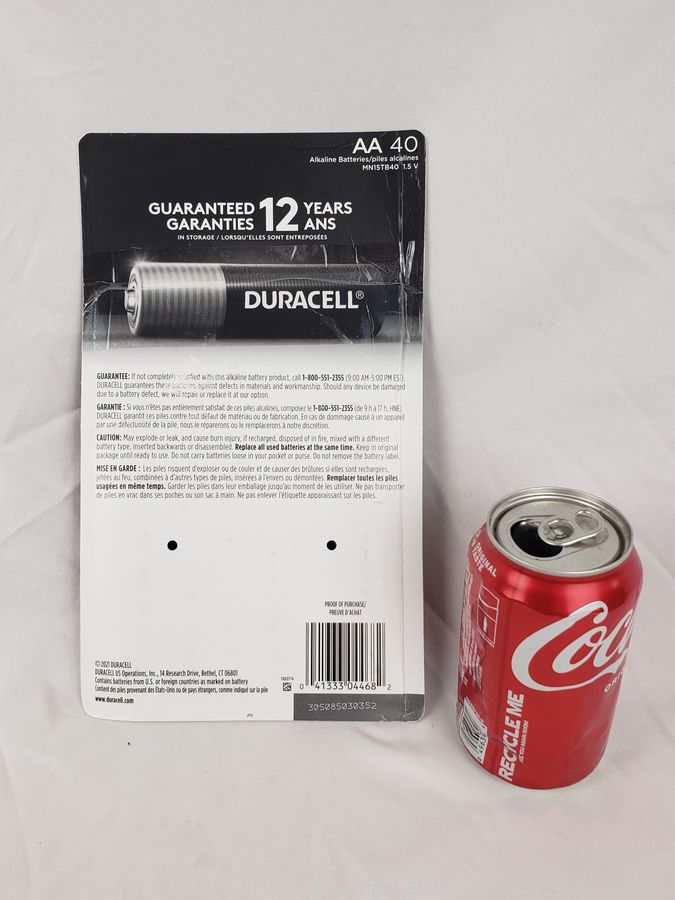 AA 40
Alkaline Batteries/piles alcalines
MN15TB40 1.5 V
GUARANTEED 12 YEARS
GARANTIES ANS
IN STORAGE / LORSQU'ELLES SONT ENTREPOSÉES
DURACELL®
GUARANTEE: If not completely satisfied with this alkaline battery product, call 1-800-551-2355 (9:00 AM-5:00 PM EST).
DURACELL guarantees these batteries against defects in materials and workmanship. Should any device be damaged
due to a battery defect, we will repair or replace it at our option.
GARANTIE : Si vous n'êtes pas entièrement satisfait de ces piles alcalines, composez le 1-800-551-2355 (de 9 h à 17 h, HNE).
DURACELL garantit ces piles contre tout défaut de matériau ou de fabrication. En cas de dommage causé à un appareil
par une défectuosité de la pile, nous le réparerons ou le remplacerons à notre discrétion.
CAUTION: May explode or leak, and cause burn injury, if recharged, disposed of in fire, mixed with a different
battery type, inserted backwards or disassembled. Replace all used batteries at the same time. Keep in original
package until ready to use. Do not carry batteries loose in your pocket or purse. Do not remove the battery label.
MISE EN GARDE : Les piles risquent d'exploser ou de couler et de causer des brûlures si elles sont rechargées,
jetées au feu, combinées à d'autres types de piles, insérées à l'envers ou démontées. Remplacer toutes les piles
usagées en même temps. Garder les piles dans leur emballage jusqu'au moment de les utiliser. Ne pas transporter
de piles en vrac dans ses poches ou son sac à main. Ne pas enlever l'étiquette apparaissant sur les piles.
PROOF OF PURCHASE/
PREUVE D'ACHAT
© 2021 DURACELL
DURACELL US Operations, Inc., 14 Research Drive, Bethel, CT 06801
Contains batteries from U.S. or foreign countries as marked on battery
Contient des piles provenant des États-Unis ou de pays étrangers, comme indiqué sur la pile
www.duracell.com
0 41333 04468 2
305085030352
ORIGINAL
TASTE
Coca
RECYCLE ME
Copyright 2025